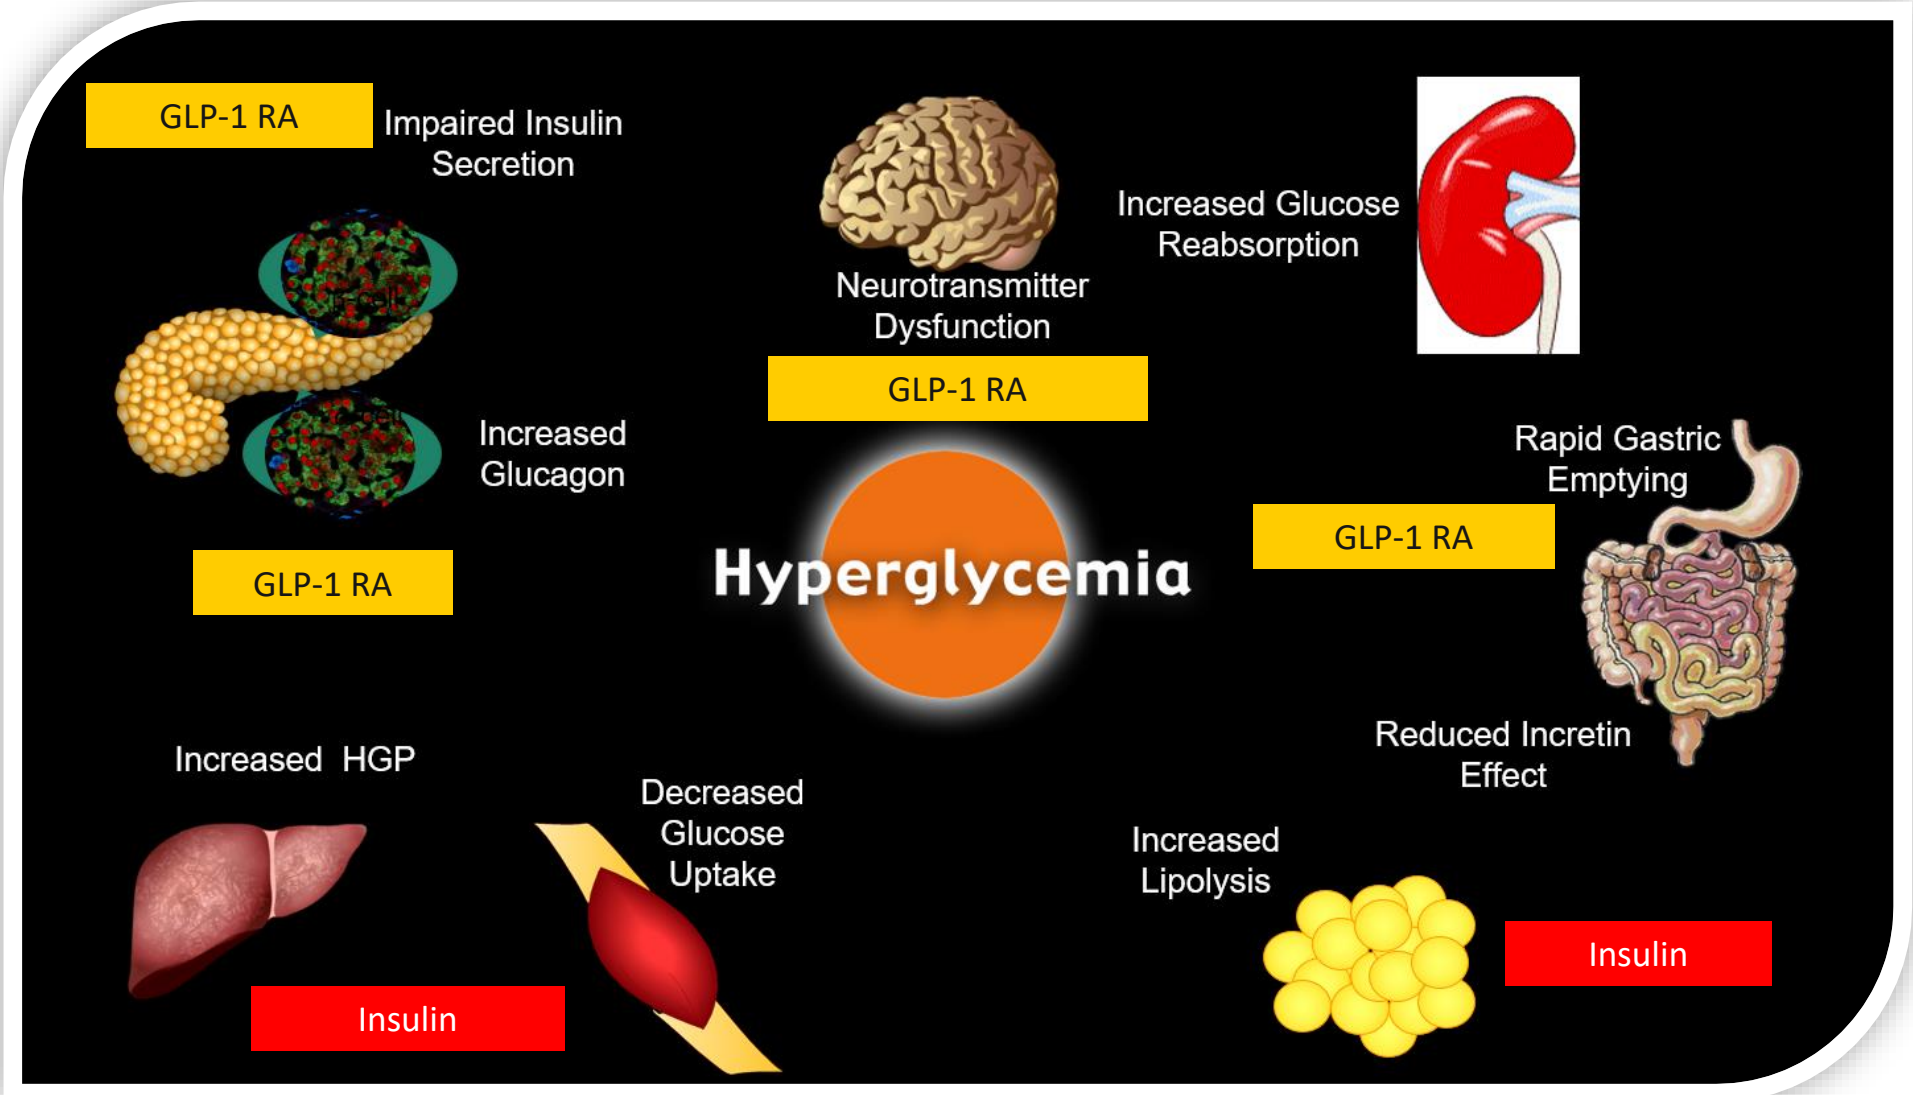 GLP-1 RA
Impaired Insulin
Secretion
Increased Glucose
Reabsorption
Neurotransmitter
Dysfunction
GLP-1 RA
Increased
Glucagon
Rapid Gastric
Emptying
GLP-1 RA
GLP-1 RA
Hyperglycemia
Increased HGP
Decreased
Glucose
Uptake
Reduced Incretin
Effect
Increased
Lipolysis
Insulin
Insulin